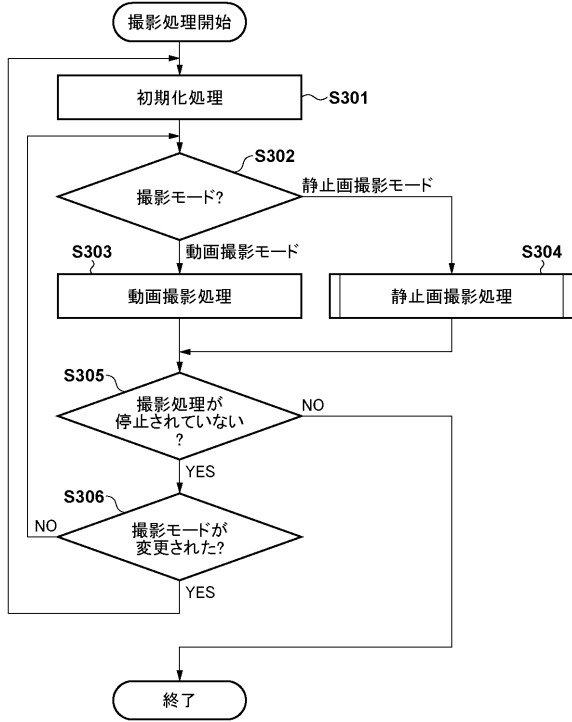 撮影処理開始
初期化処理
S301
S302
撮影モード?
静止画撮影モード
動画撮影モード
S303
動画撮影処理
S304
静止画撮影処理
S305
撮影処理が
停止されていない
?
NO
YES
S306
撮影モードが
変更された?
NO
YES
終了